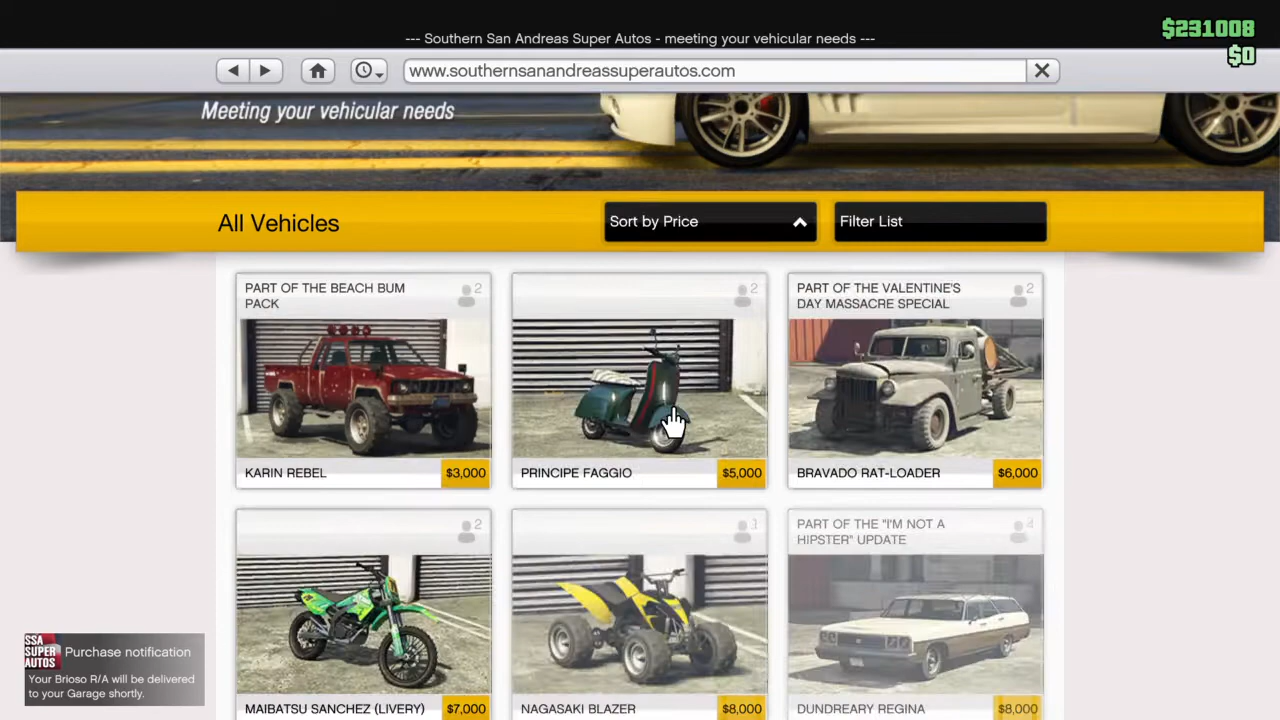 --- Southern San Andreas Super Autos - meeting your vehicular needs ---
$231008
$0
www.southernsanandreassuperautos.com
Meeting your vehicular needs
All Vehicles
Sort by Price
Filter List
PART OF THE BEACH BUM
PACK
2
2
PART OF THE VALENTINE'S
DAY MASSACRE SPECIAL
2
KARIN REBEL
$3,000
PRINCIPE FAGGIO
$5,000
BRAVADO RAT-LOADER
$6,000
2
1
PART OF THE "I'M NOT A
HIPSTER" UPDATE
4
MAIBATSU SANCHEZ (LIVERY)
$7,000
NAGASAKI BLAZER
$8,000
DUNDREARY REGINA
$8,000
SSA
SUPER
AUTOS
Purchase notification
Your Brioso R/A will be delivered
to your Garage shortly.